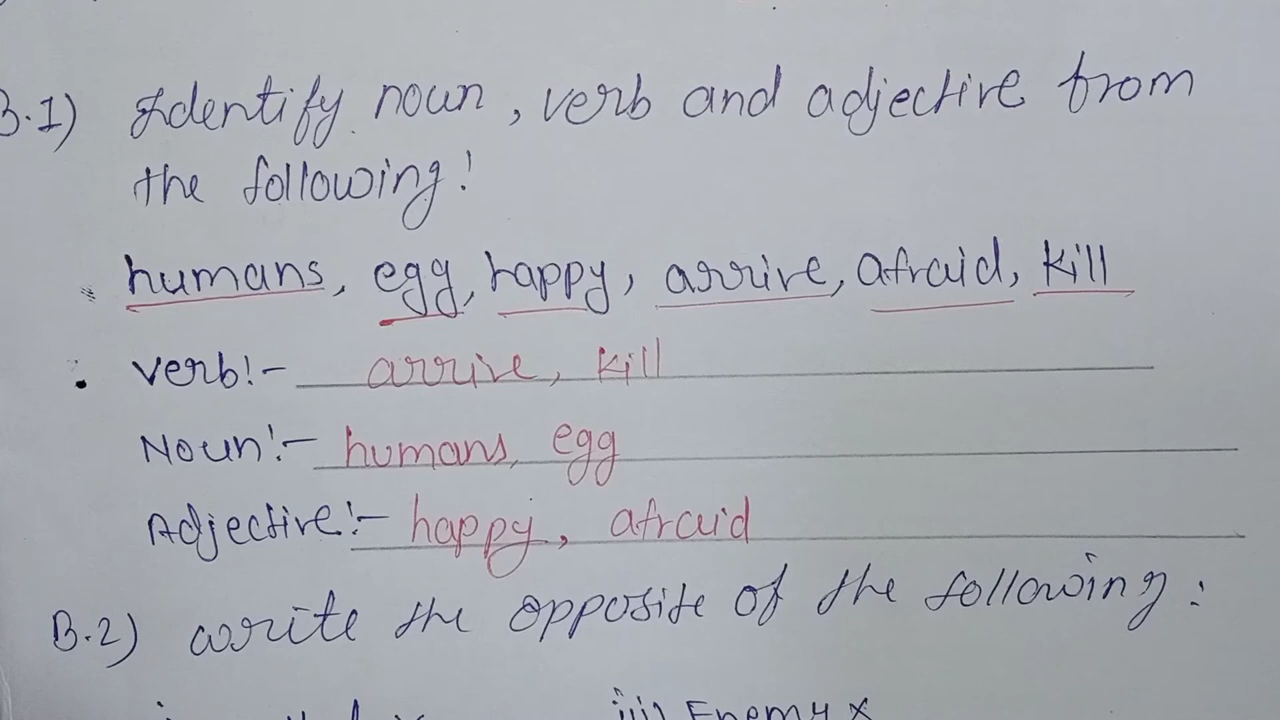 B.1) Identify noun, verb and adjective from
the following:
humans, egg, happy, arrive, afraid, kill
Verb:- arrive, kill
Noun:- humans, egg
Adjective:- happy, afraid
B.2) Write the opposite of the following:
iii) Enemy x